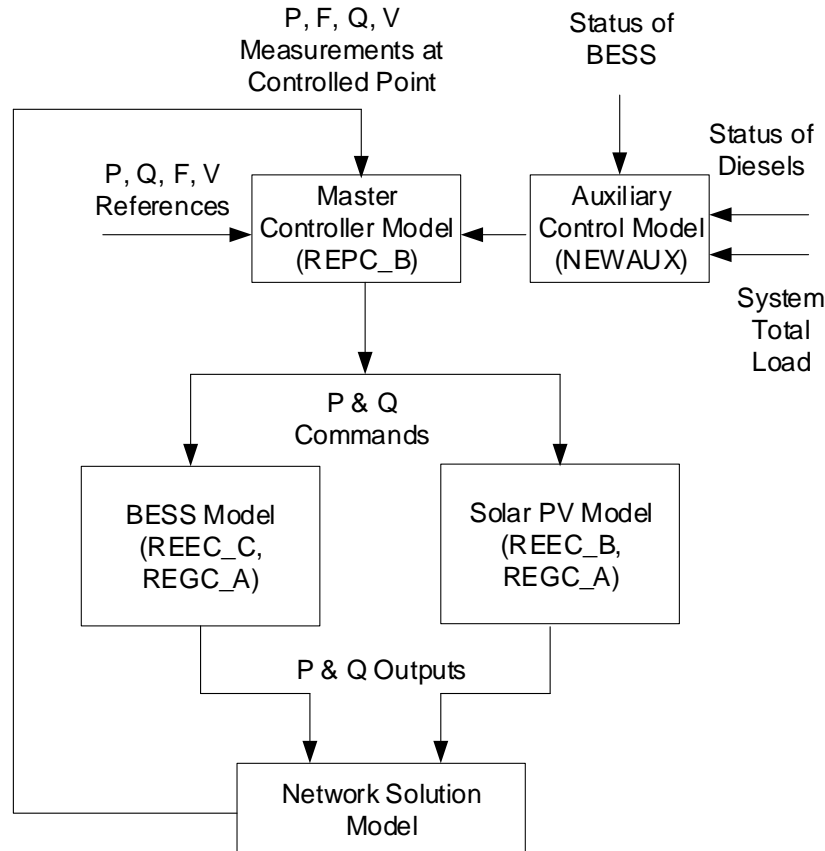 P, F, Q, V
Measurements at
Controlled Point
Status of
BESS
Status of
Diesels
P, Q, F, V
References
Master
Controller Model
(REPC_B)
Auxiliary
Control Model
(NEWAUX)
System
Total
Load
P & Q
Commands
BESS Model
(REEC_C,
REGC_A)
Solar PV Model
(REEC_B,
REGC_A)
P & Q Outputs
Network Solution
Model